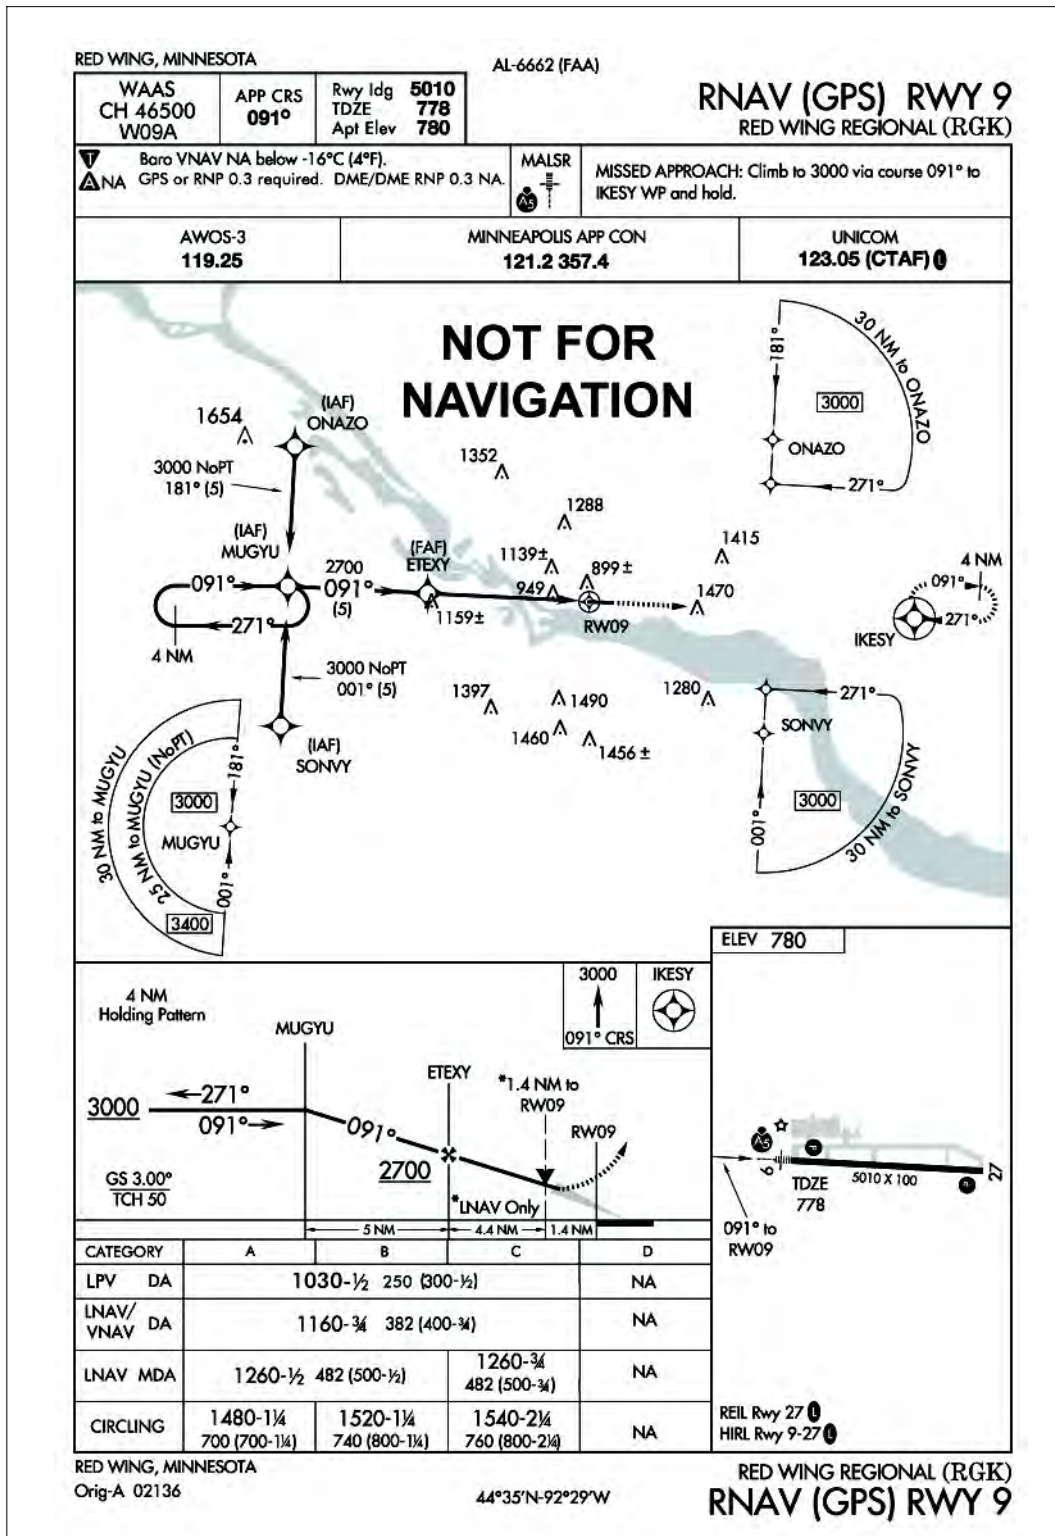 RED WING, MINNESOTA
AL-6662 (FAA)
WAAS
CH 46500
W09A
APP CRS
091°
Rwy ldg 5010
TDZE 778
Apt Elev 780
RNAV (GPS) RWY 9
RED WING REGIONAL (RGK)
T
A NA
Baro VNAV NA below -16°C (4°F).
GPS or RNP 0.3 required. DME/DME RNP 0.3 NA.
MALSR
A5
MISSED APPROACH: Climb to 3000 via course 091° to
IKESY WP and hold.
AWOS-3
119.25
MINNEAPOLIS APP CON
121.2 357.4
UNICOM
123.05 (CTAF) L
NOT FOR
NAVIGATION
181°
30 NM to ONAZO
3000
ONAZO
271°
1654
(IAF)
ONAZO
1352
3000 NoPT
181° (5)
1288
(IAF)
MUGYU
2700
091°
(5)
(FAF)
ETEXY
1139±
899±
1415
4 NM
091°
271°
IKESY
091°
271°
4 NM
949
1159±
RW09
1470
3000 NoPT
001° (5)
1397
1490
1280
271°
1460
1456±
SONVY
(IAF)
SONVY
3000
001°
30 NM to SONVY
30 NM to MUGYU
25 NM to MUGYU (NoPT)
181°
3000
MUGYU
001°
3400
ELEV 780
4 NM
Holding Pattern
MUGYU
3000
091° CRS
IKESY
ETEXY
*1.4 NM to
RW09
RW09
3000
271°
091°
091°
2700
GS 3.00°
TCH 50
*LNAV Only
5 NM
4.4 NM
1.4 NM
A5
P
9
TDZE
778
5010 X 100
P
27
091° to
RW09
CATEGORY A B C D
LPV DA 1030-½ 250 (300-½) NA
LNAV/
VNAV DA 1160-¾ 382 (400-¾) NA
LNAV MDA 1260-½ 482 (500-½) 1260-¾
482 (500-¾) NA
CIRCLING 1480-1¼ 1520-1¼ 1540-2¼ NA
700 (700-1¼) 740 (800-1¼) 760 (800-2¼)
REIL Rwy 27 L
HIRL Rwy 9-27 L
RED WING, MINNESOTA
Orig-A 02136
44°35'N-92°29'W
RED WING REGIONAL (RGK)
RNAV (GPS) RWY 9